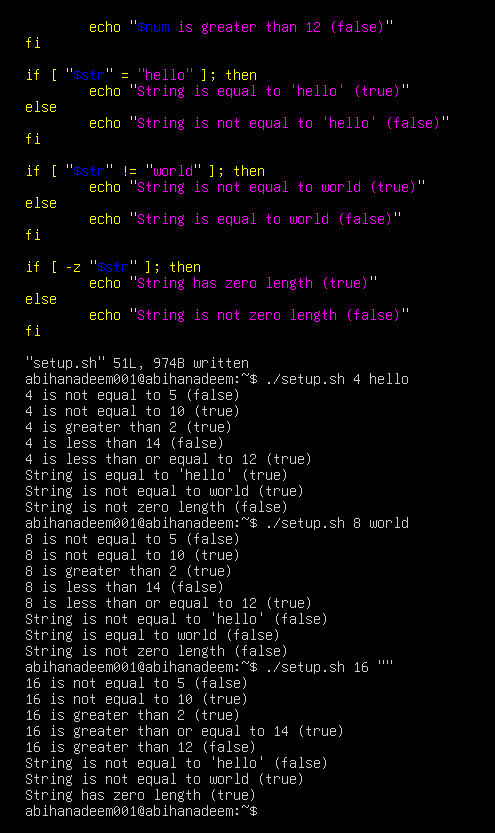 echo "$num is greater than 12 (false)"
fi

if [ "$str" = "hello" ]; then
        echo "String is equal to 'hello' (true)"
else
        echo "String is not equal to 'hello' (false)"
fi

if [ "$str" != "world" ]; then
        echo "String is not equal to world (true)"
else
        echo "String is equal to world (false)"
fi

if [ -z "$str" ]; then
        echo "String has zero length (true)"
else
        echo "String is not zero length (false)"
fi

"setup.sh" 51L, 974B written
abihanadeem001@abihanadeem:~$ ./setup.sh 4 hello
4 is not equal to 5 (false)
4 is not equal to 10 (true)
4 is greater than 2 (true)
4 is less than 14 (false)
4 is less than or equal to 12 (true)
String is equal to 'hello' (true)
String is not equal to world (true)
String is not zero length (false)
abihanadeem001@abihanadeem:~$ ./setup.sh 8 world
8 is not equal to 5 (false)
8 is not equal to 10 (true)
8 is greater than 2 (true)
8 is less than 14 (false)
8 is less than or equal to 12 (true)
String is not equal to 'hello' (false)
String is equal to world (false)
String is not zero length (false)
abihanadeem001@abihanadeem:~$ ./setup.sh 16 ""
16 is not equal to 5 (false)
16 is not equal to 10 (true)
16 is greater than 2 (true)
16 is greater than or equal to 14 (true)
16 is greater than 12 (false)
String is not equal to 'hello' (false)
String is not equal to world (true)
String has zero length (true)
abihanadeem001@abihanadeem:~$